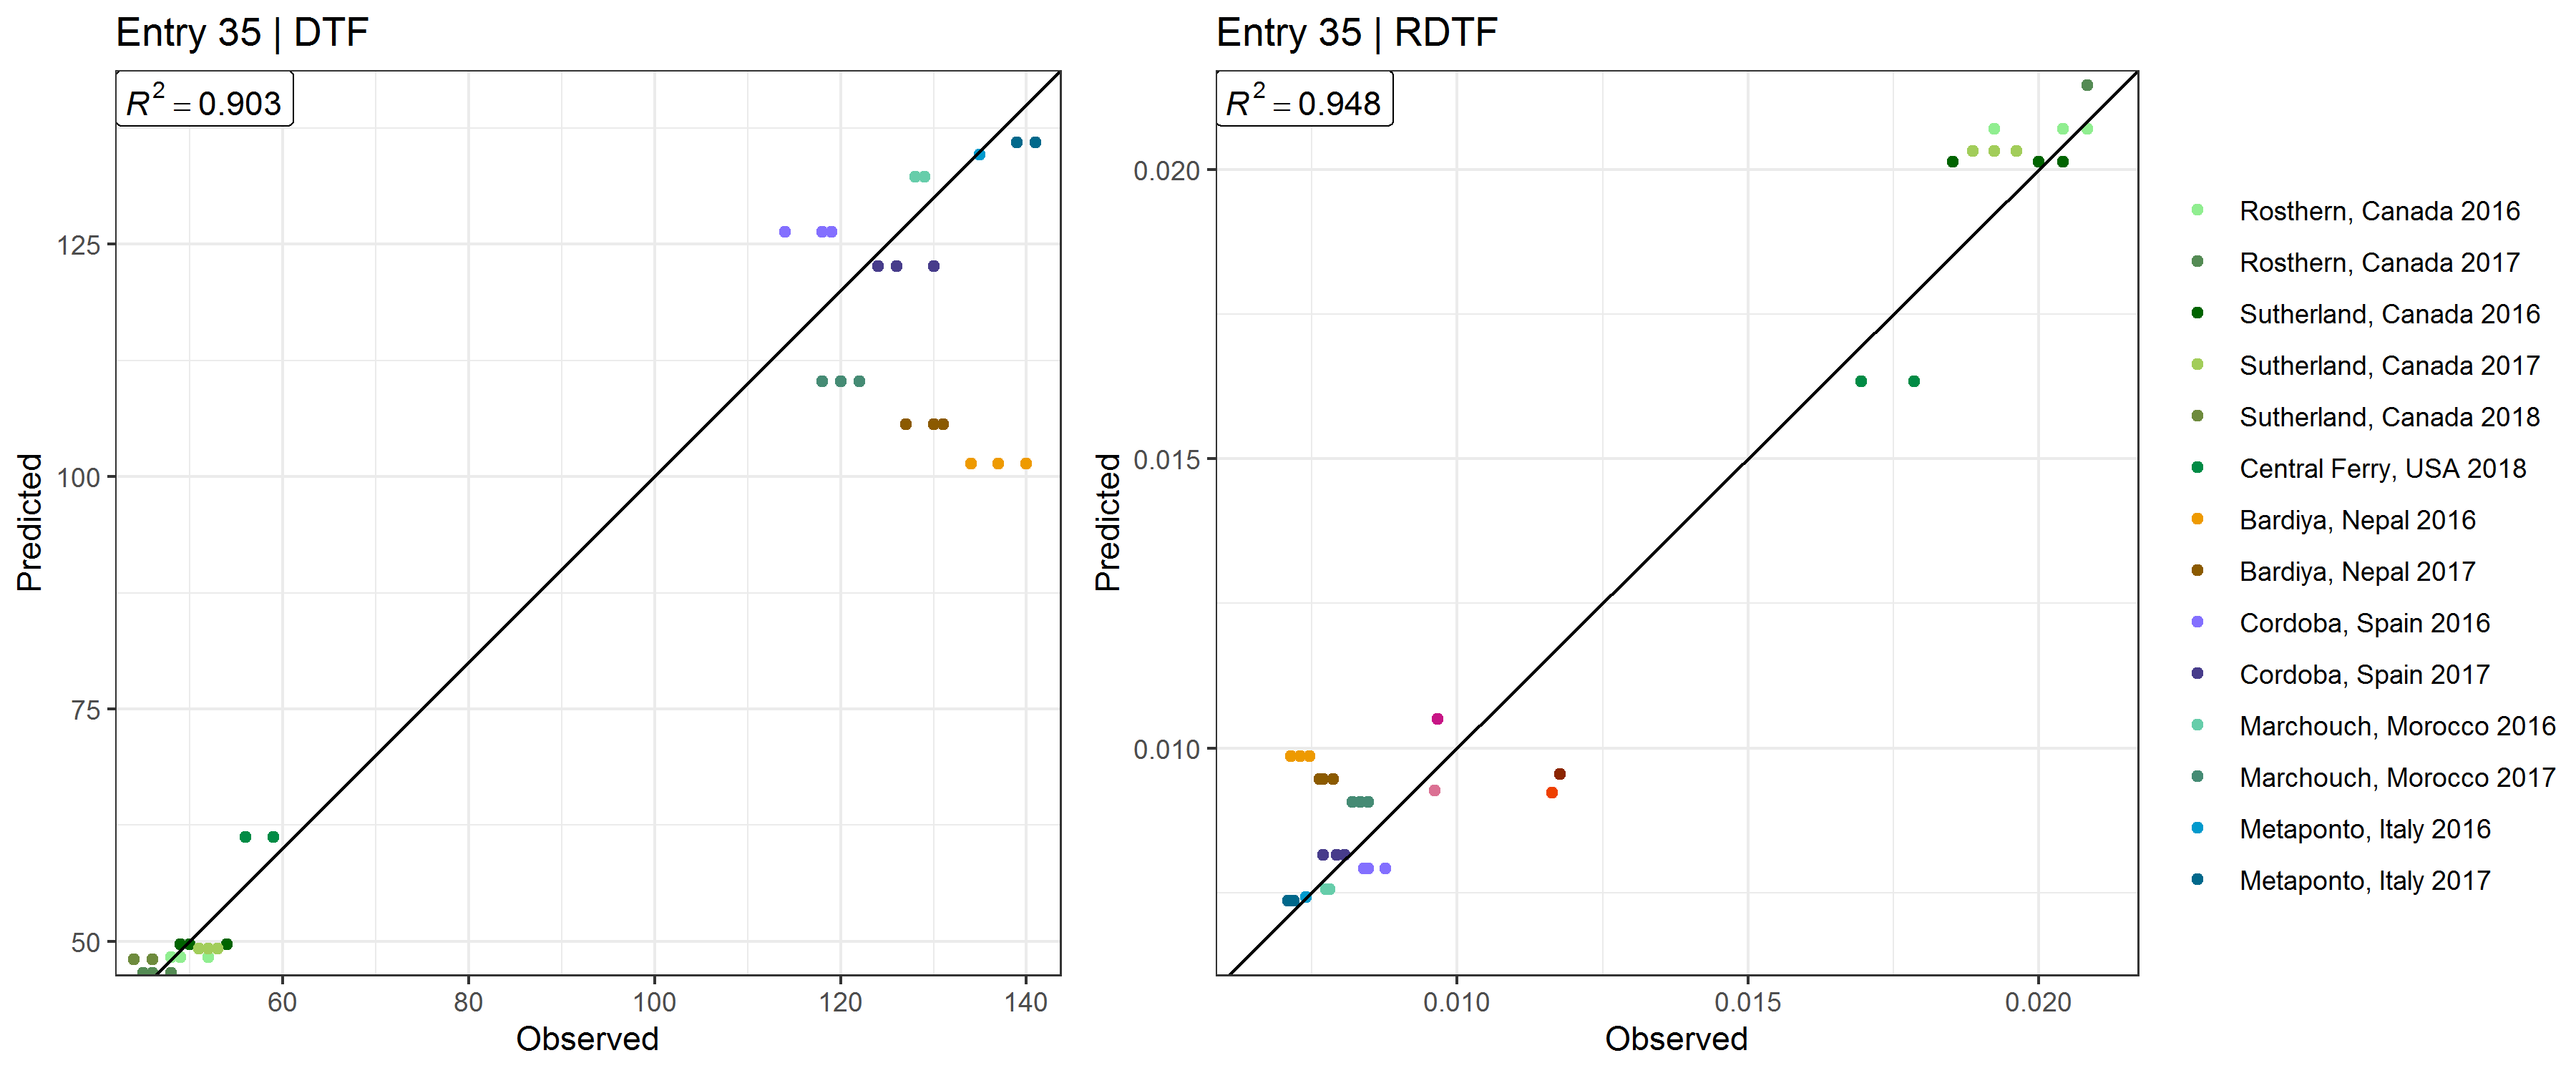 Entry 35 | DTF
R² = 0.903
125
100
75
50
60
80
100
120
140
Observed
Predicted
Entry 35 | RDTF
R² = 0.948
0.020
0.015
0.010
0.010
0.015
0.020
Observed
Predicted
Rosthern, Canada 2016
Rosthern, Canada 2017
Sutherland, Canada 2016
Sutherland, Canada 2017
Sutherland, Canada 2018
Central Ferry, USA 2018
Bardiya, Nepal 2016
Bardiya, Nepal 2017
Cordoba, Spain 2016
Cordoba, Spain 2017
Marchouch, Morocco 2016
Marchouch, Morocco 2017
Metaponto, Italy 2016
Metaponto, Italy 2017